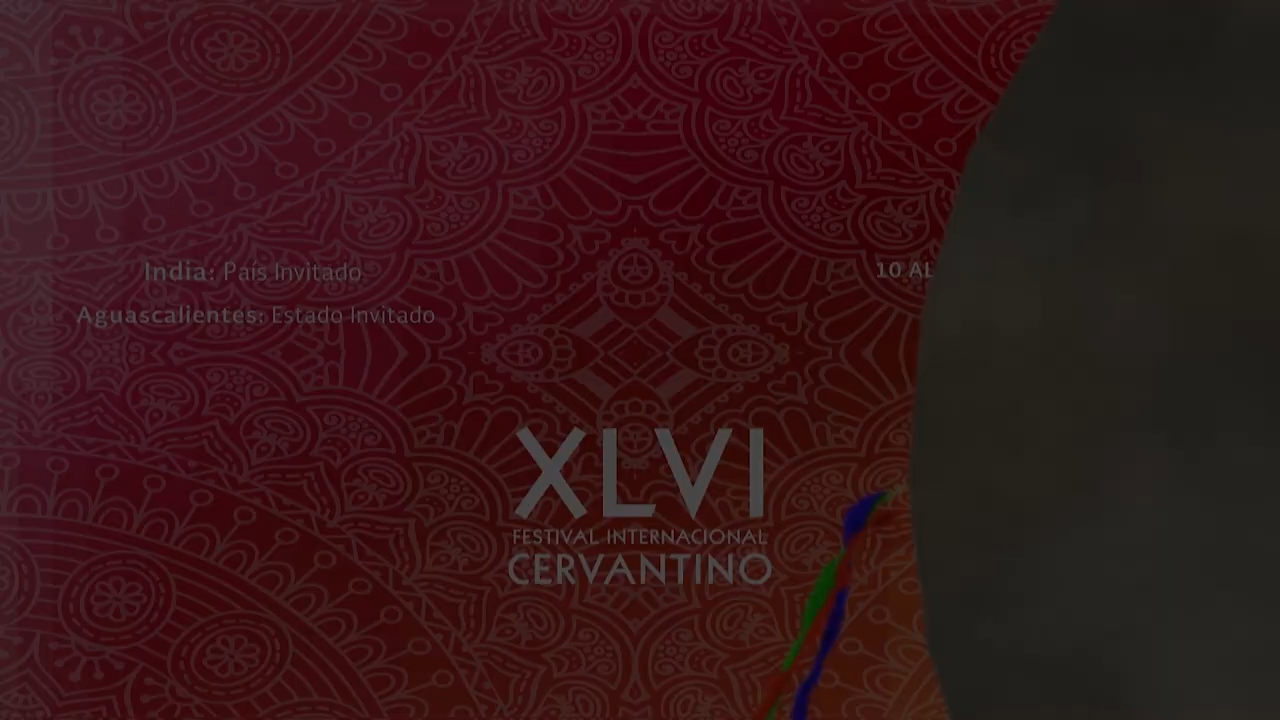 India: País Invitado
10 AL
Aguascalientes: Estado Invitado
XLVI
FESTIVAL INTERNACIONAL
CERVANTINO